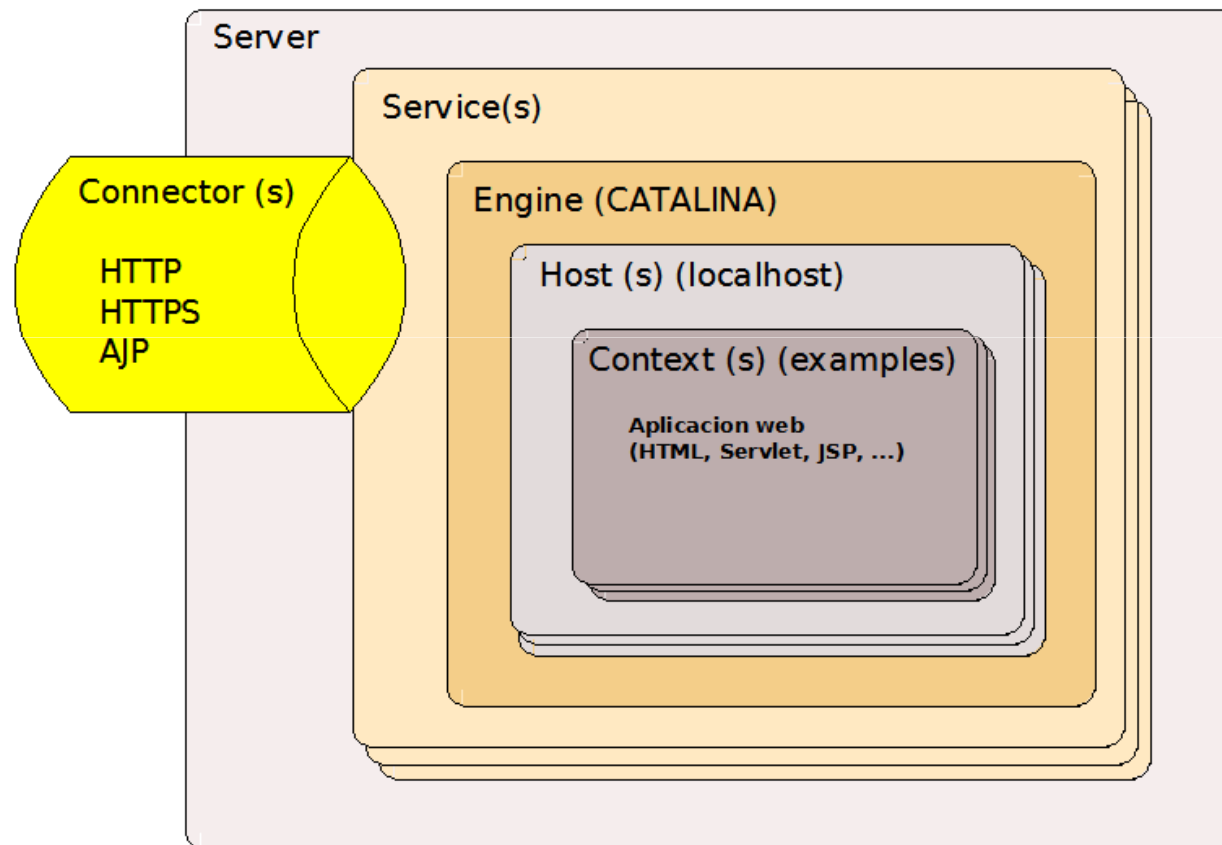 Server
Service(s)
Connector (s)
HTTP
HTTPS
AJP
Engine (CATALINA)
Host (s) (localhost)
Context (s) (examples)
Aplicacion web
(HTML, Servlet, JSP, ...)